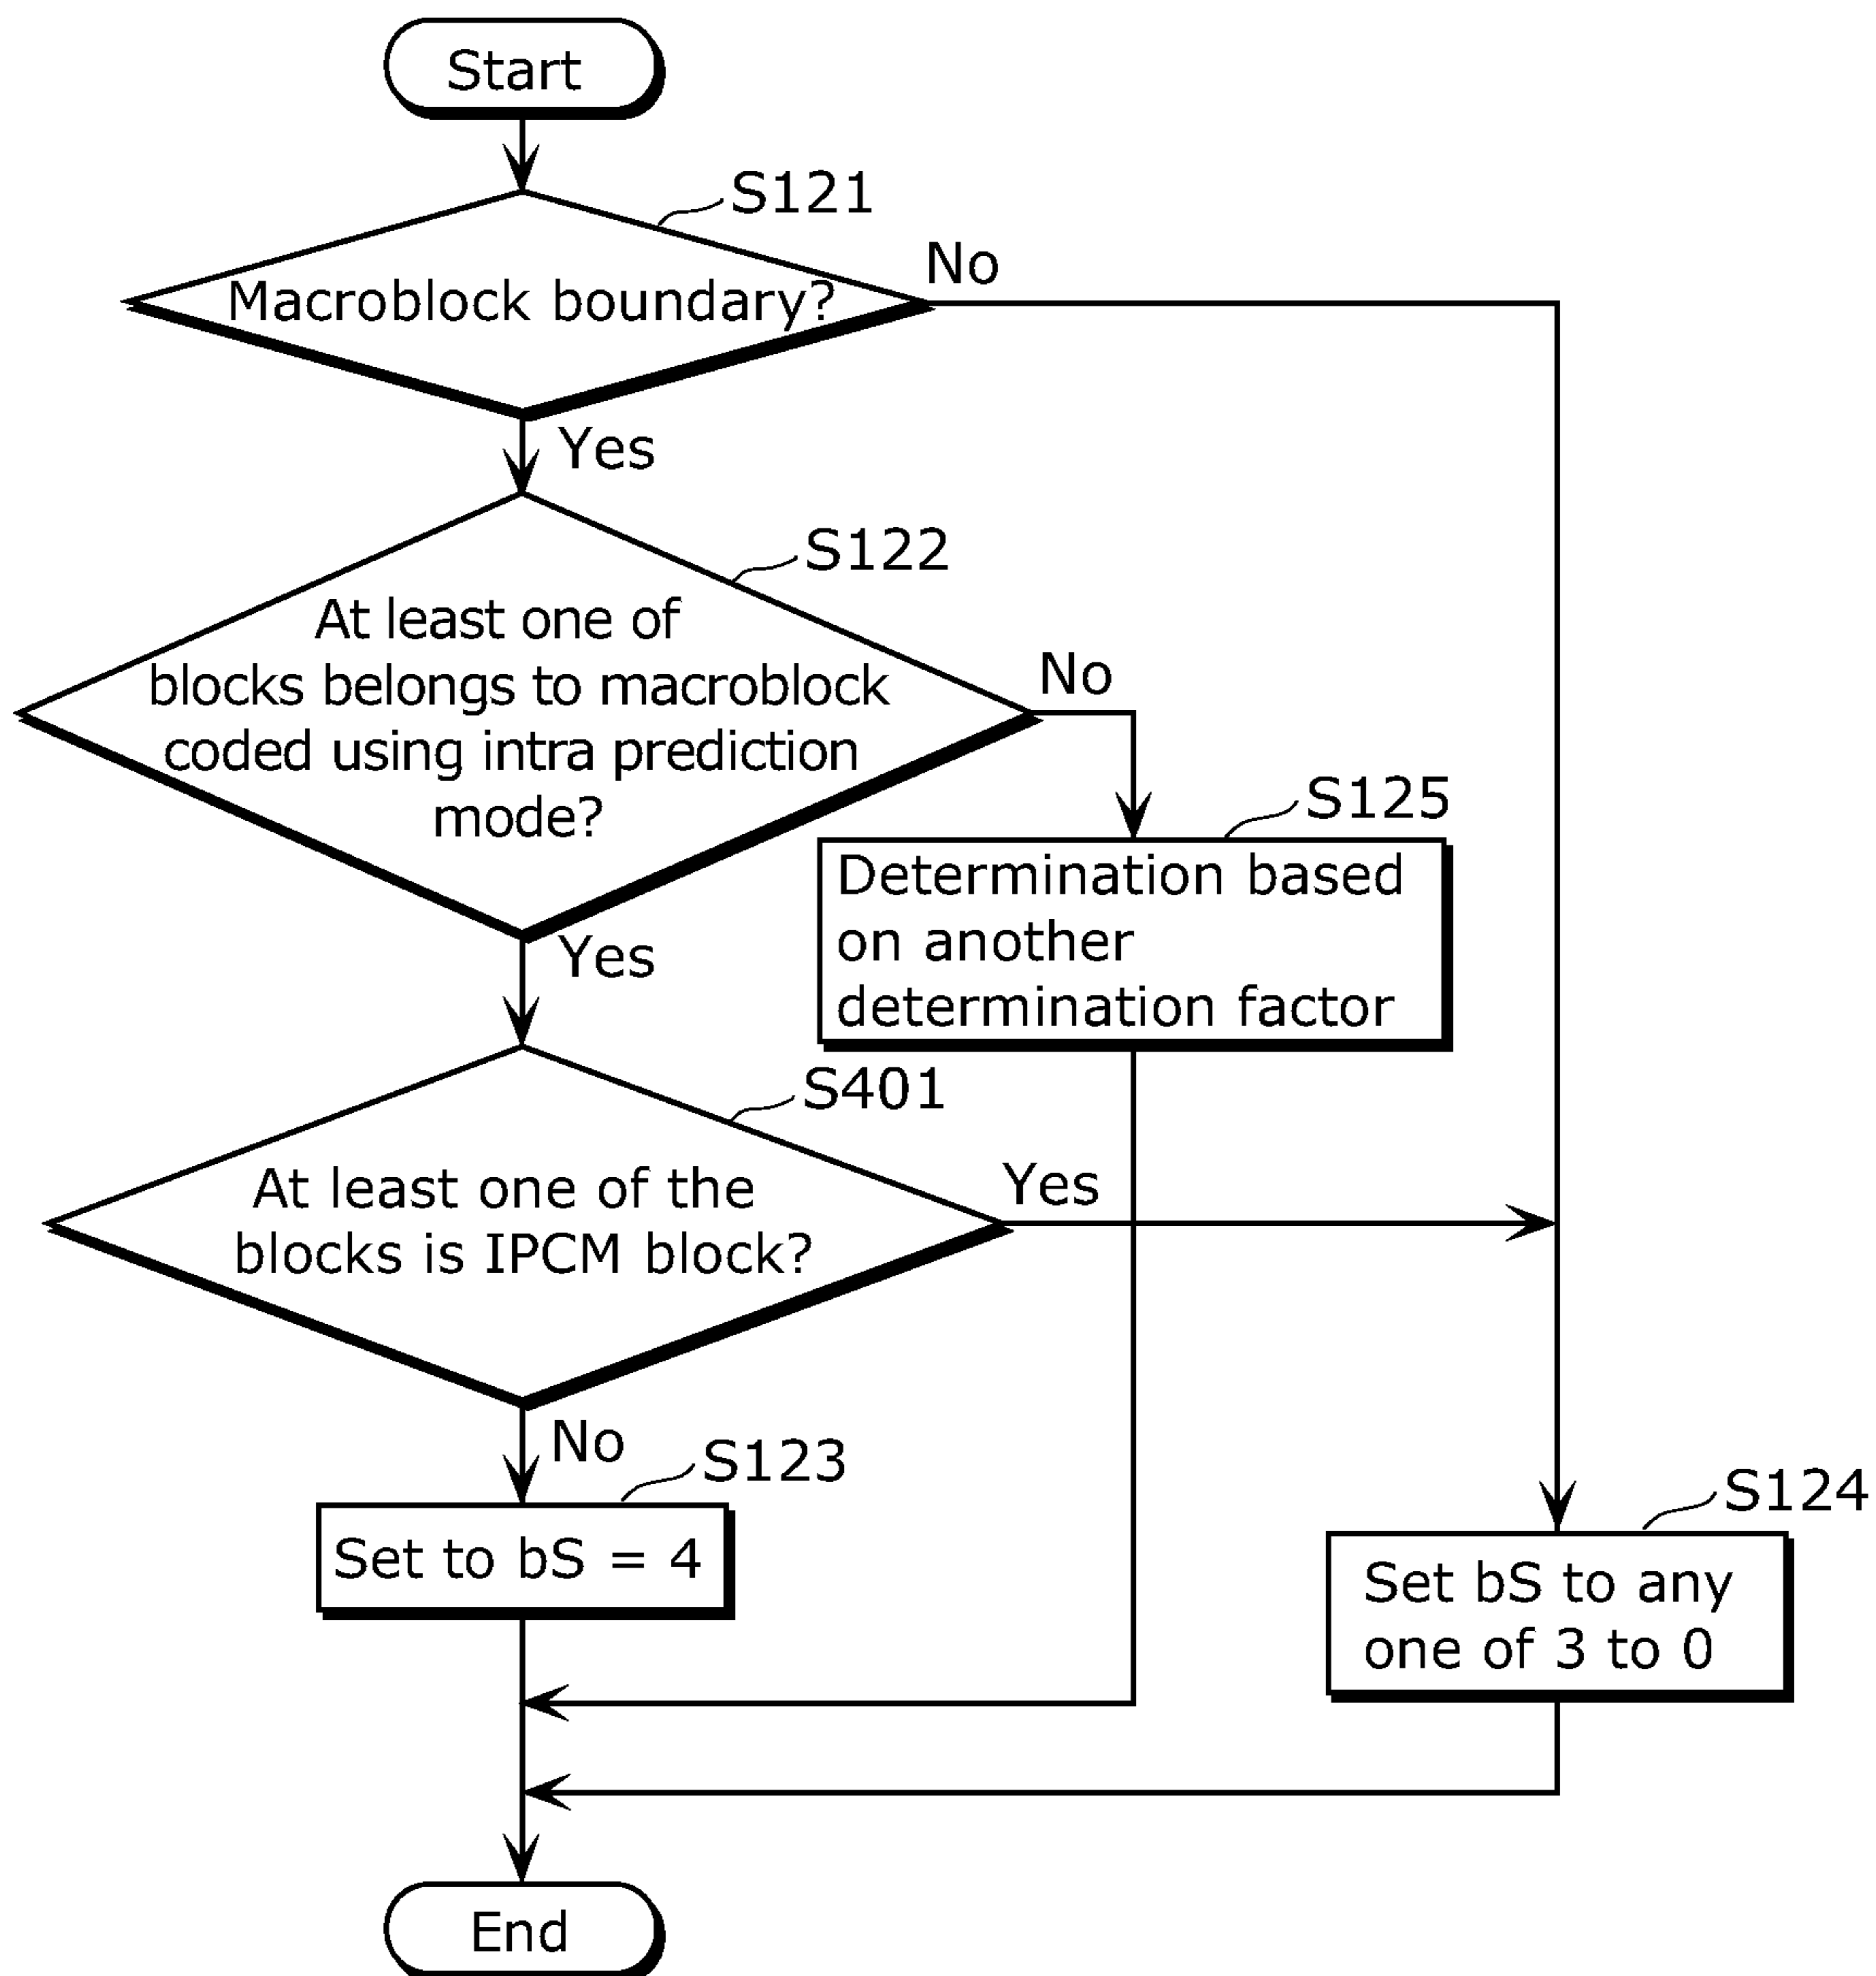 Start
S121
No
Macroblock boundary?
Yes
S122
At least one of
blocks belongs to macroblock
coded using intra prediction
mode?
No
S125
Determination based
on another
determination factor
Yes
S401
At least one of the
blocks is IPCM block?
Yes
No
S123
Set to bS = 4
S124
Set bS to any
one of 3 to 0
End